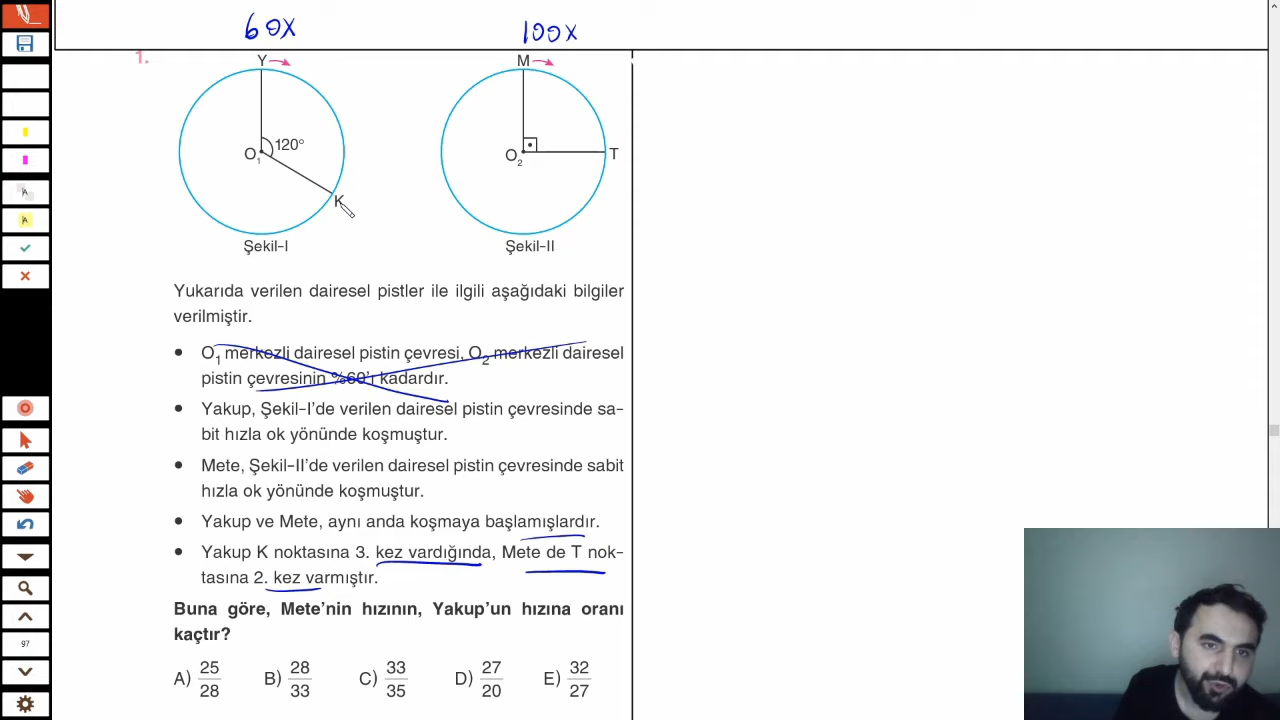 60x 100x
1.
Y M
120°
O1 O2 T
K
Şekil-I Şekil-II
Yukarıda verilen dairesel pistler ile ilgili aşağıdaki bilgiler
verilmiştir.
• O1 merkezli dairesel pistin çevresi, O2 merkezli dairesel
pistin çevresinin %60'ı kadardır.
• Yakup, Şekil-I'de verilen dairesel pistin çevresinde sa-
bit hızla ok yönünde koşmuştur.
• Mete, Şekil-II'de verilen dairesel pistin çevresinde sabit
hızla ok yönünde koşmuştur.
• Yakup ve Mete, aynı anda koşmaya başlamışlardır.
• Yakup K noktasına 3. kez vardığında, Mete de T nok-
tasına 2. kez varmıştır.
Buna göre, Mete'nin hızının, Yakup'un hızına oranı
kaçtır?
A) 25/28 B) 28/33 C) 33/35 D) 27/20 E) 32/27
A
A
97